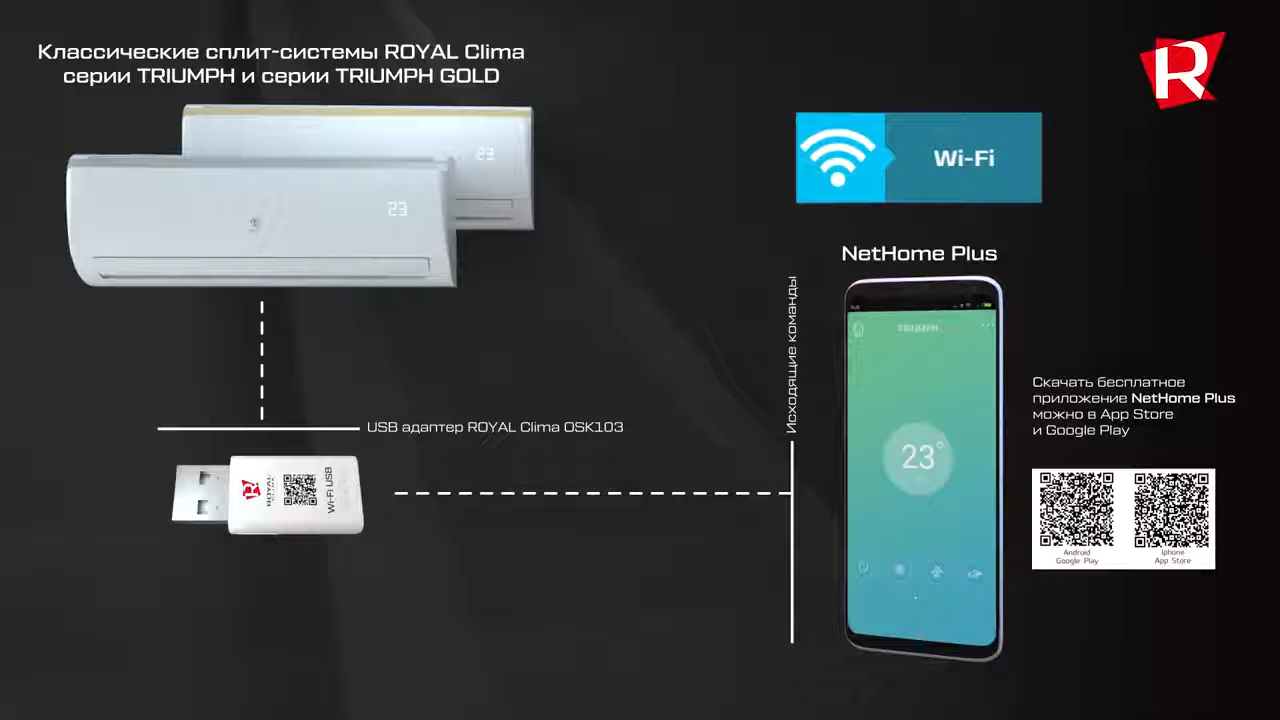 Классические сплит-системы ROYAL Clima
серии TRIUMPH и серии TRIUMPH GOLD
23
23
Wi-Fi
NetHome Plus
Исходящие команды
TRIUMPH
23°
Скачать бесплатное
приложение NetHome Plus
можно в App Store
и Google Play
USB адаптер ROYAL Clima OSK103
ROYAL
Wi-Fi USB
Android
Google Play
Iphone
App Store